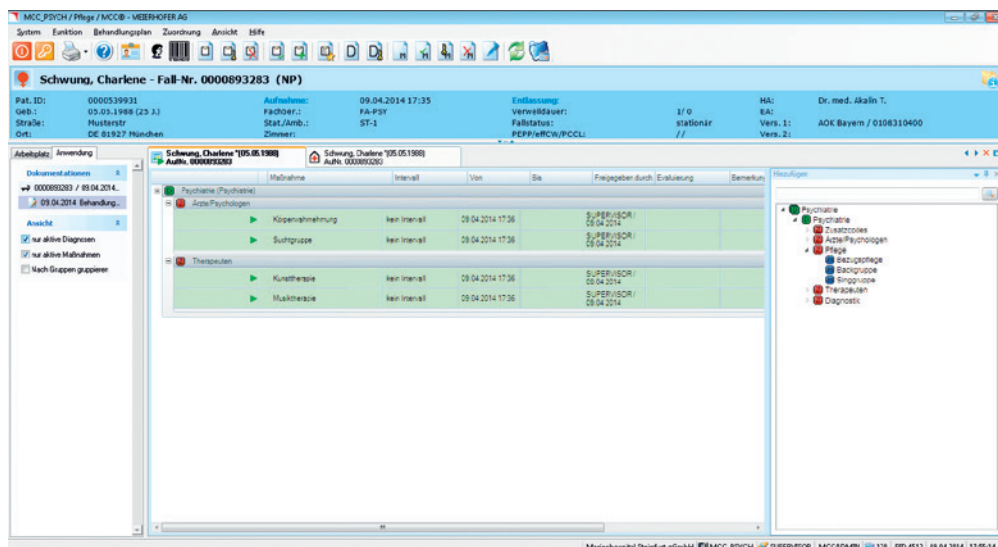 MCC_PSYCH / Pflege / MCC® - MEIERHOFER AG
System Funktion Behandlungsplan Zuordnung Ansicht Hilfe
Schwung, Charlene - Fall-Nr. 0000893283 (NP)
Pat. ID: 0000539931 Aufnahme: 09.04.2014 17:35 Entlassung: HA: Dr. med. Akalin T.
Geb.: 05.05.1988 (25 J.) Fachber.: FA-PSY Verweildauer: 1/ 0 EA:
Straße: Musterstr Stat./Amb.: ST-1 Fallstatus: stationär Vers. 1: AOK Bayern / 0108310400
Ort: DE 81927 München Zimmer: PEPP/effCW/PCCL: / / Vers. 2:
Arbeitsplatz Anwendung
Dokumentationen
0000893283 / 09.04.2014..
09.04.2014 Behandlung..
Ansicht
nur aktive Diagnosen
nur aktive Maßnahmen
Nach Gruppen gruppieren
Schwung, Charlene *(05.05.1988)
AufNr. 0000893283
Schwung, Charlene *(05.05.1988)
AufNr. 0000893283
Maßnahme Intervall Von Bis Freigegeben durch Evaluierung Bemerkun
Psychiatrie (Psychiatrie)
Ärzte/Psychologen
Körperwahrnehmung kein Intervall 09.04.2014 17:36 SUPERVISOR / 09.04.2014
Suchtgruppe kein Intervall 09.04.2014 17:36 SUPERVISOR / 09.04.2014
Therapeuten
Kunsttherapie kein Intervall 09.04.2014 17:36 SUPERVISOR / 09.04.2014
Musiktherapie kein Intervall 09.04.2014 17:36 SUPERVISOR / 09.04.2014
Hinzufügen
Psychiatrie
Psychiatrie
Zusatzcodes
Ärzte/Psychologen
Pflege
Bezugspflege
Backgruppe
Singgruppe
Therapeuten
Diagnostik
MCC_PSYCH SUPERVISOR